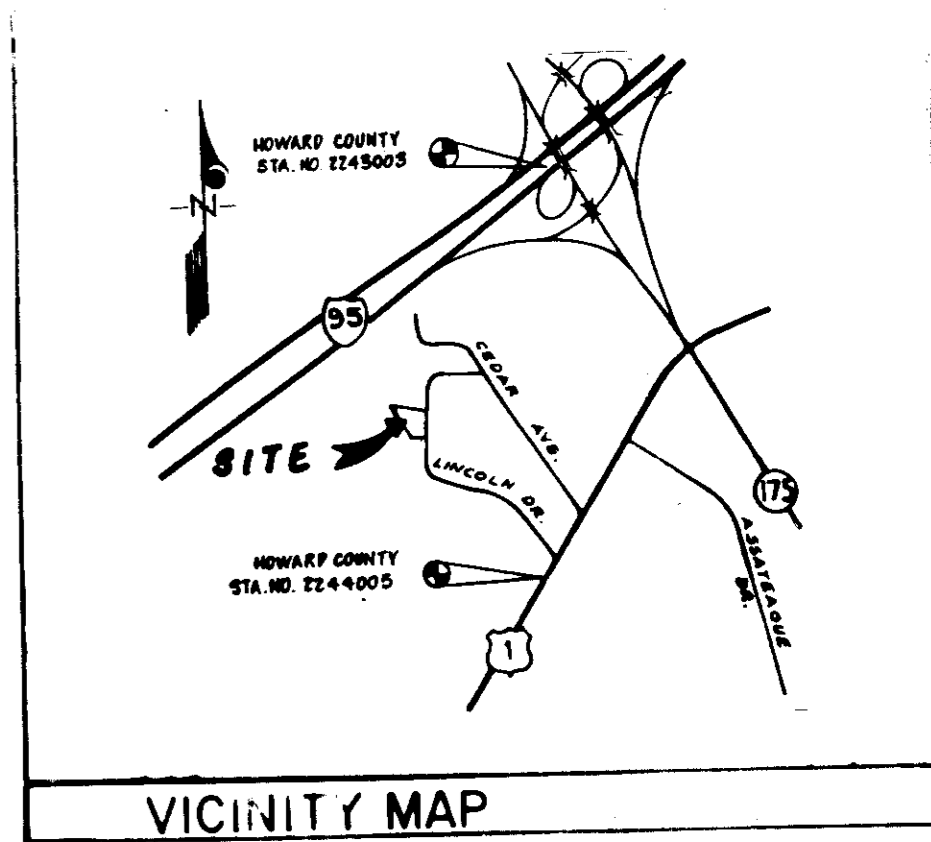 HOWARD COUNTY
STA. NO. 2243003
N
95
CEDAR AVE.
SITE
LINCOLN DR.
175
ASSATEAGUE
DR.
HOWARD COUNTY
STA. NO. 2244005
1
VICINITY MAP